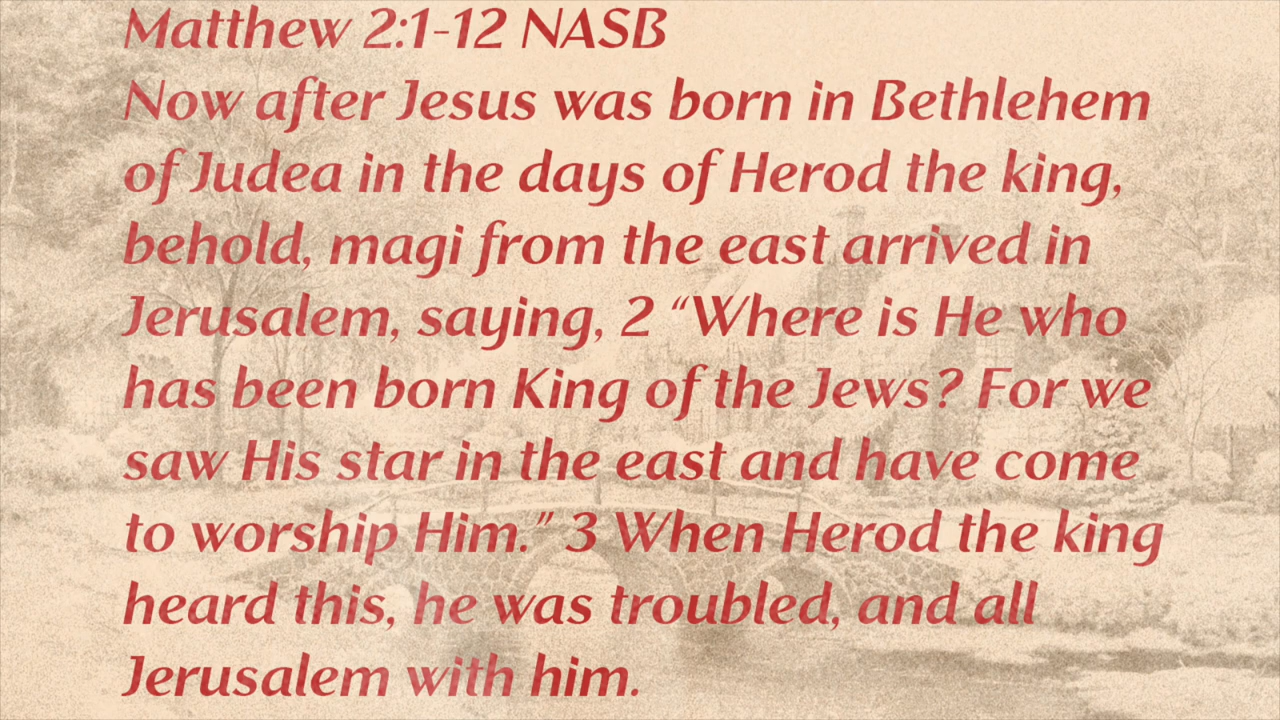 Matthew 2:1-12 NASB
Now after Jesus was born in Bethlehem
of Judea in the days of Herod the king,
behold, magi from the east arrived in
Jerusalem, saying, 2 “Where is He who
has been born King of the Jews? For we
saw His star in the east and have come
to worship Him.” 3 When Herod the king
heard this, he was troubled, and all
Jerusalem with him.